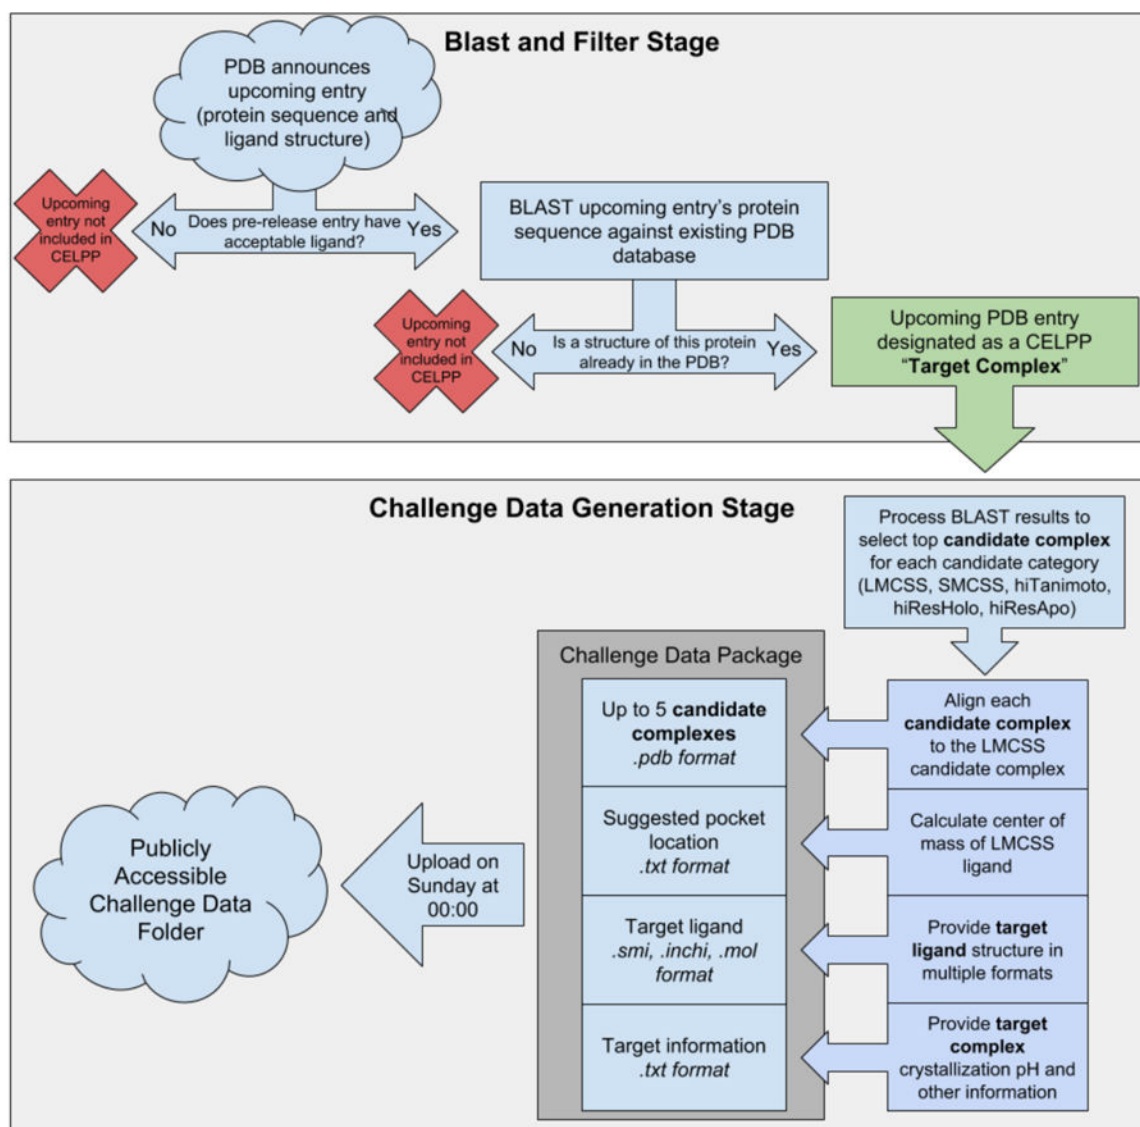 Blast and Filter Stage
PDB announces
upcoming entry
(protein sequence and
ligand structure)
Upcoming
entry not
included in
CELPP
No
Does pre-release entry have
acceptable ligand?
Yes
BLAST upcoming entry's protein
sequence against existing PDB
database
Upcoming
entry not
included in
CELPP
No
Is a structure of this protein
already in the PDB?
Yes
Upcoming PDB entry
designated as a CELPP
“Target Complex”
Challenge Data Generation Stage
Process BLAST results to
select top candidate complex
for each candidate category
(LMCSS, SMCSS, hiTanimoto,
hiResHolo, hiResApo)
Challenge Data Package
Up to 5 candidate
complexes
.pdb format
Align each
candidate complex
to the LMCSS
candidate complex
Suggested pocket
location
.txt format
Calculate center of
mass of LMCSS
ligand
Target ligand
.smi, .inchi, .mol
format
Provide target
ligand structure in
multiple formats
Target information
.txt format
Provide target
complex
crystallization pH and
other information
Upload on
Sunday at
00:00
Publicly
Accessible
Challenge Data
Folder